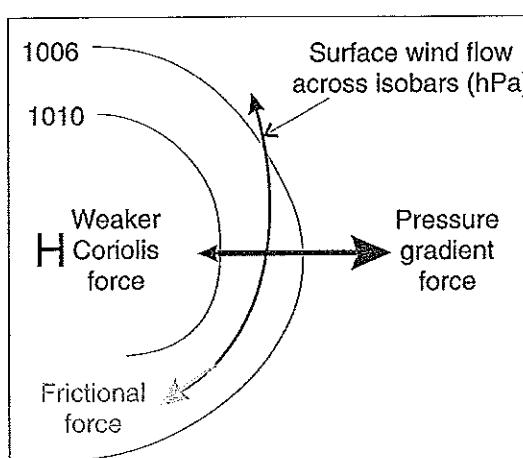 1006
1010
Surface wind flow
across isobars (hPa)
H
Weaker
Coriolis
force
Pressure
gradient
force
Frictional
force